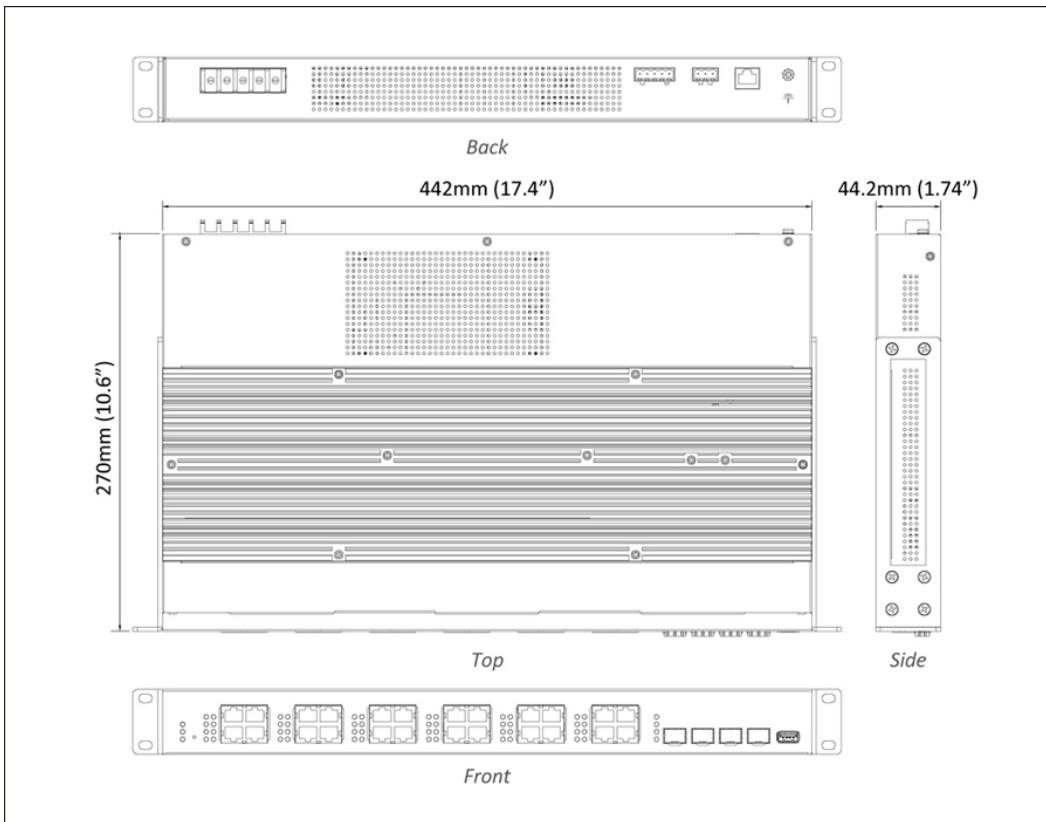 Back
442mm (17.4”)
44.2mm (1.74”)
270mm (10.6”)
Top
Side
Front